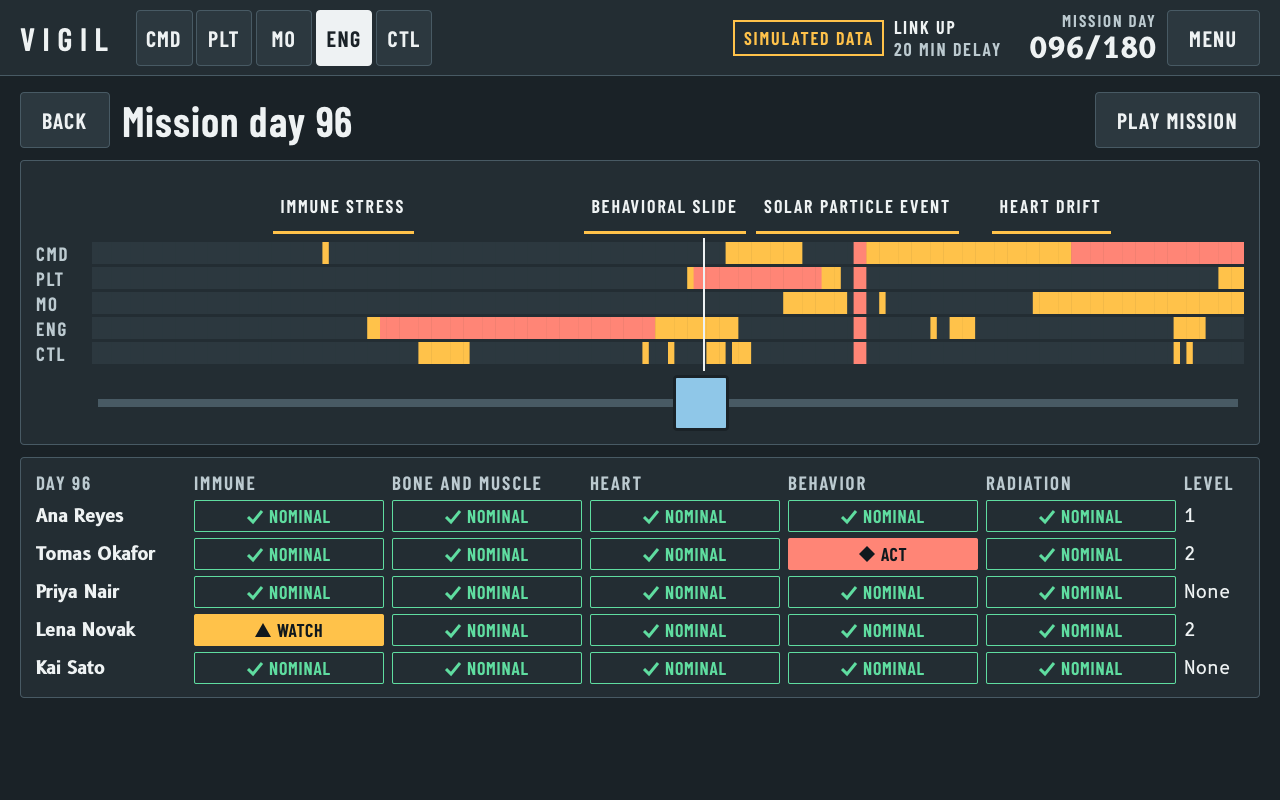 VIGIL
CMD
PLT
MO
ENG
CTL
SIMULATED DATA
LINK UP
20 MIN DELAY
MISSION DAY
096/180
MENU
BACK
Mission day 96
PLAY MISSION
IMMUNE STRESS
BEHAVIORAL SLIDE
SOLAR PARTICLE EVENT
HEART DRIFT
CMD
PLT
MO
ENG
CTL
DAY 96 IMMUNE BONE AND MUSCLE HEART BEHAVIOR RADIATION LEVEL
Ana Reyes NOMINAL NOMINAL NOMINAL NOMINAL NOMINAL 1
Tomas Okafor NOMINAL NOMINAL NOMINAL ACT NOMINAL 2
Priya Nair NOMINAL NOMINAL NOMINAL NOMINAL NOMINAL None
Lena Novak WATCH NOMINAL NOMINAL NOMINAL NOMINAL 2
Kai Sato NOMINAL NOMINAL NOMINAL NOMINAL NOMINAL None